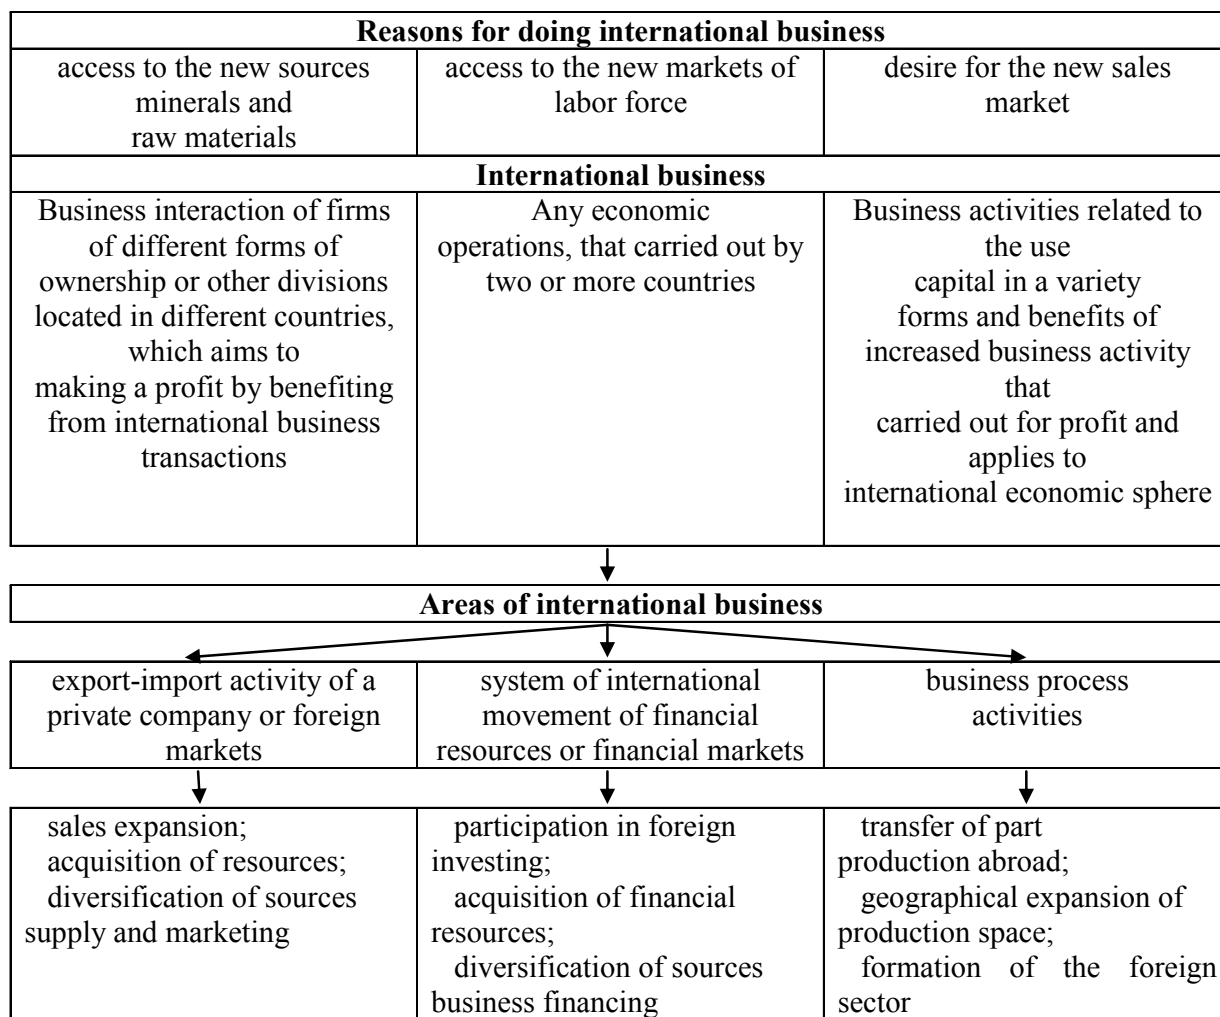 Reasons for doing international business
access to the new sources
minerals and
raw materials
access to the new markets of
labor force
desire for the new sales
market
International business
Business interaction of firms
of different forms of
ownership or other divisions
located in different countries,
which aims to
making a profit by benefiting
from international business
transactions
Any economic
operations, that carried out by
two or more countries
Business activities related to
the use
capital in a variety
forms and benefits of
increased business activity
that
carried out for profit and
applies to
international economic sphere
Areas of international business
export-import activity of a
private company or foreign
markets
system of international
movement of financial
resources or financial markets
business process
activities
sales expansion;
acquisition of resources;
diversification of sources
supply and marketing
participation in foreign
investing;
acquisition of financial
resources;
diversification of sources
business financing
transfer of part
production abroad;
geographical expansion of
production space;
formation of the foreign
sector